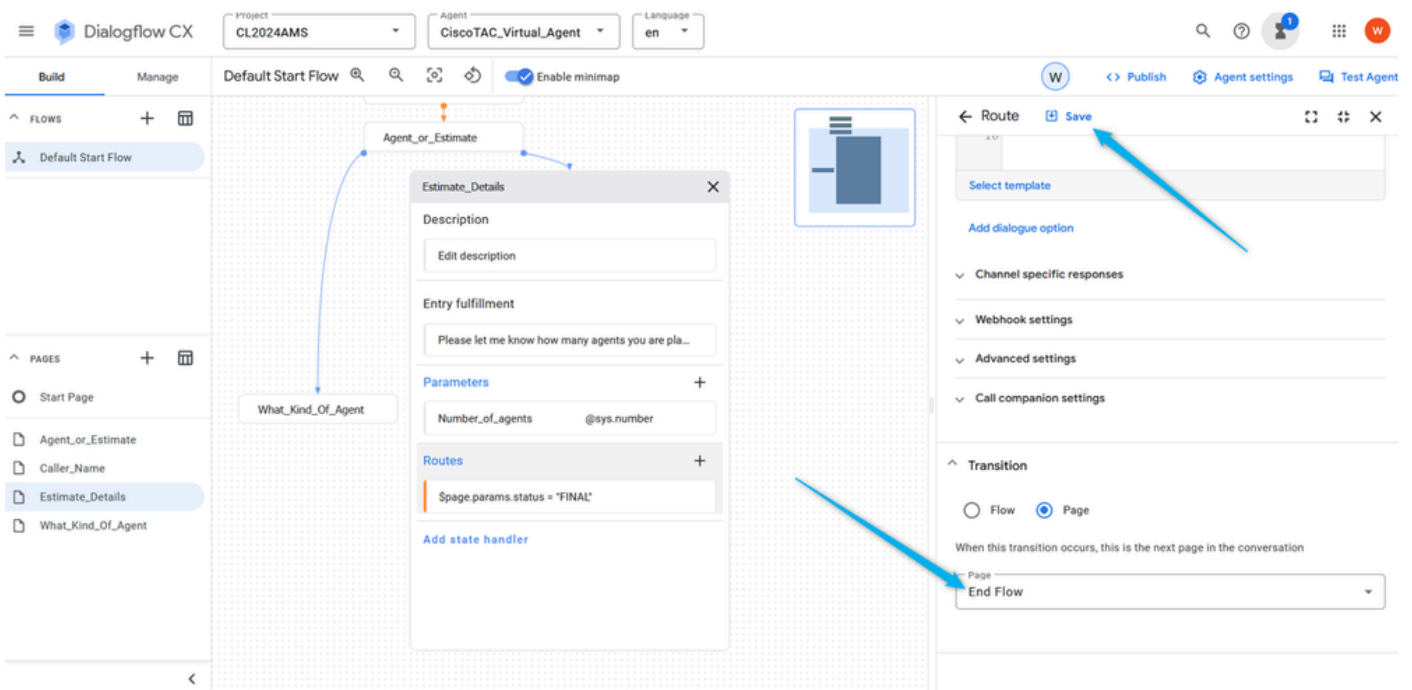 Project
Agent
Language
Dialogflow CX
CL2024AMS
CiscoTAC_Virtual_Agent
en
1
W
Build
Manage
Default Start Flow
Enable minimap
W
<> Publish
Agent settings
Test Agent
FLOWS
Default Start Flow
PAGES
Start Page
Agent_or_Estimate
Caller_Name
Estimate_Details
What_Kind_Of_Agent
Agent_or_Estimate
What_Kind_Of_Agent
Estimate_Details
Description
Edit description
Entry fulfillment
Please let me know how many agents you are pla...
Parameters
Number_of_agents @sys.number
Routes
$page.params.status = "FINAL"
Add state handler
Route
Save
Select template
Add dialogue option
Channel specific responses
Webhook settings
Advanced settings
Call companion settings
Transition
Flow
Page
When this transition occurs, this is the next page in the conversation
Page
End Flow